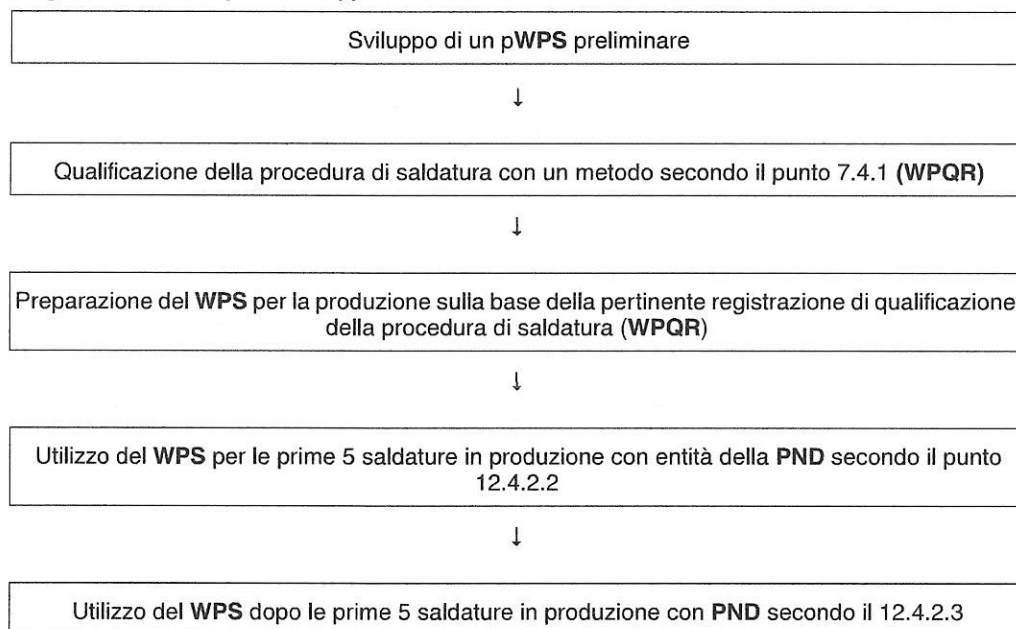 Sviluppo di un pWPS preliminare
↓
Qualificazione della procedura di saldatura con un metodo secondo il punto 7.4.1 (WPQR)
↓
Preparazione del WPS per la produzione sulla base della pertinente registrazione di qualificazione
della procedura di saldatura (WPQR)
↓
Utilizzo del WPS per le prime 5 saldature in produzione con entità della PND secondo il punto
12.4.2.2
↓
Utilizzo del WPS dopo le prime 5 saldature in produzione con PND secondo il 12.4.2.3